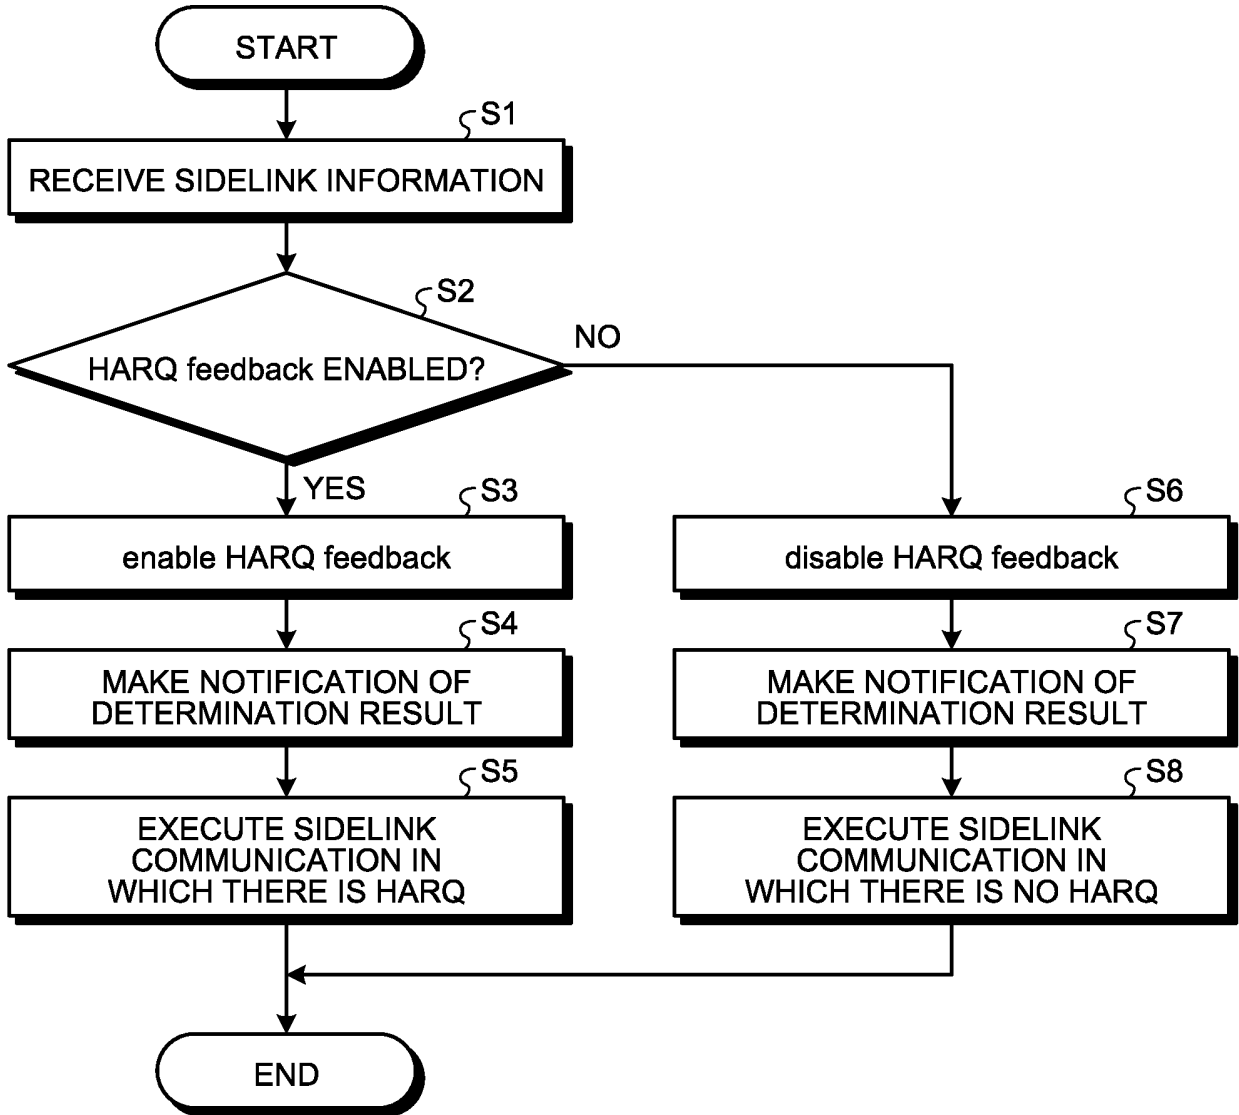 START
S1
RECEIVE SIDELINK INFORMATION
S2
HARQ feedback ENABLED?
NO
YES
S3
enable HARQ feedback
S4
MAKE NOTIFICATION OF
DETERMINATION RESULT
S5
EXECUTE SIDELINK
COMMUNICATION IN
WHICH THERE IS HARQ
S6
disable HARQ feedback
S7
MAKE NOTIFICATION OF
DETERMINATION RESULT
S8
EXECUTE SIDELINK
COMMUNICATION IN
WHICH THERE IS NO HARQ
END